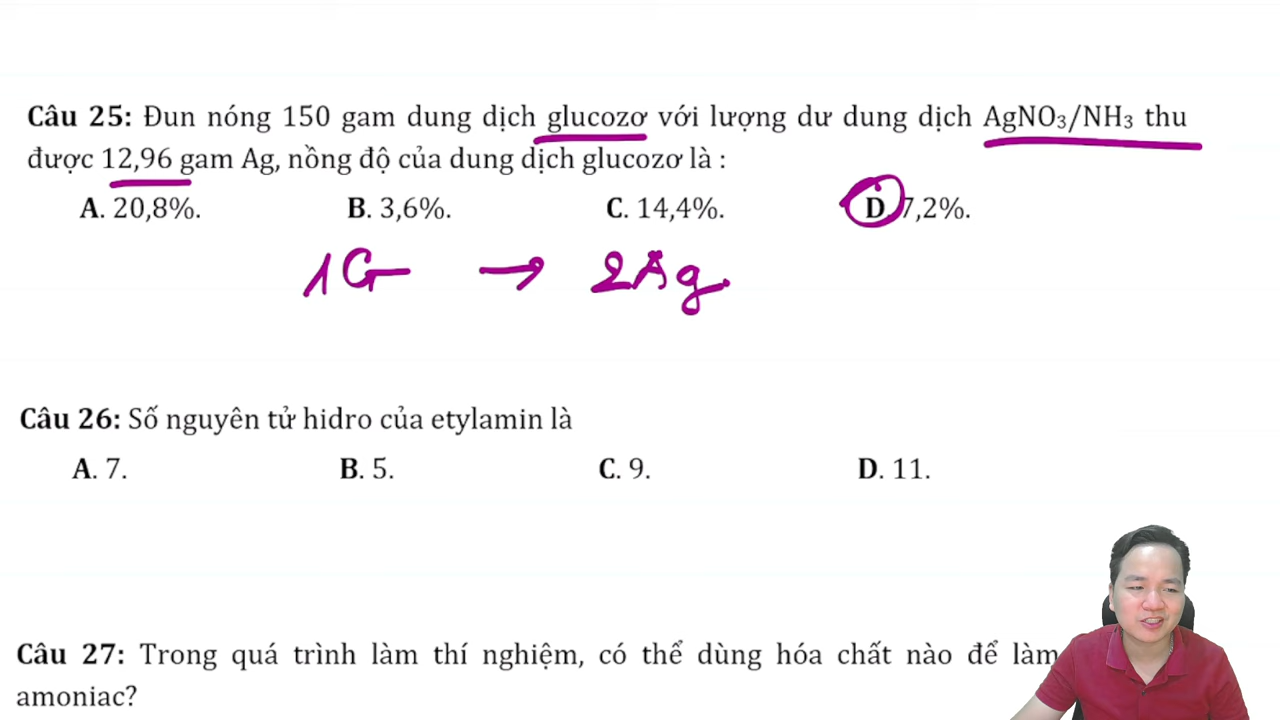 Câu 25: Đun nóng 150 gam dung dịch glucozơ với lượng dư dung dịch AgNO₃/NH₃ thu
được 12,96 gam Ag, nồng độ của dung dịch glucozơ là :
A. 20,8%. B. 3,6%. C. 14,4%. D. 7,2%.
1G → 2Ag
Câu 26: Số nguyên tử hidro của etylamin là
A. 7. B. 5. C. 9. D. 11.
Câu 27: Trong quá trình làm thí nghiệm, có thể dùng hóa chất nào để làm
amoniac?